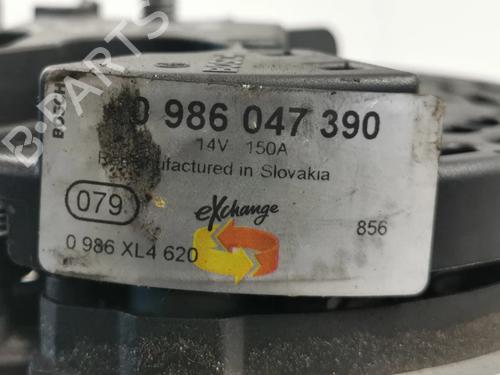 B-PARTS
BOSCH
0 986 047 390
14V 150A
Remanufactured in Slovakia
079
eXchange
856
0 986 XL4 620